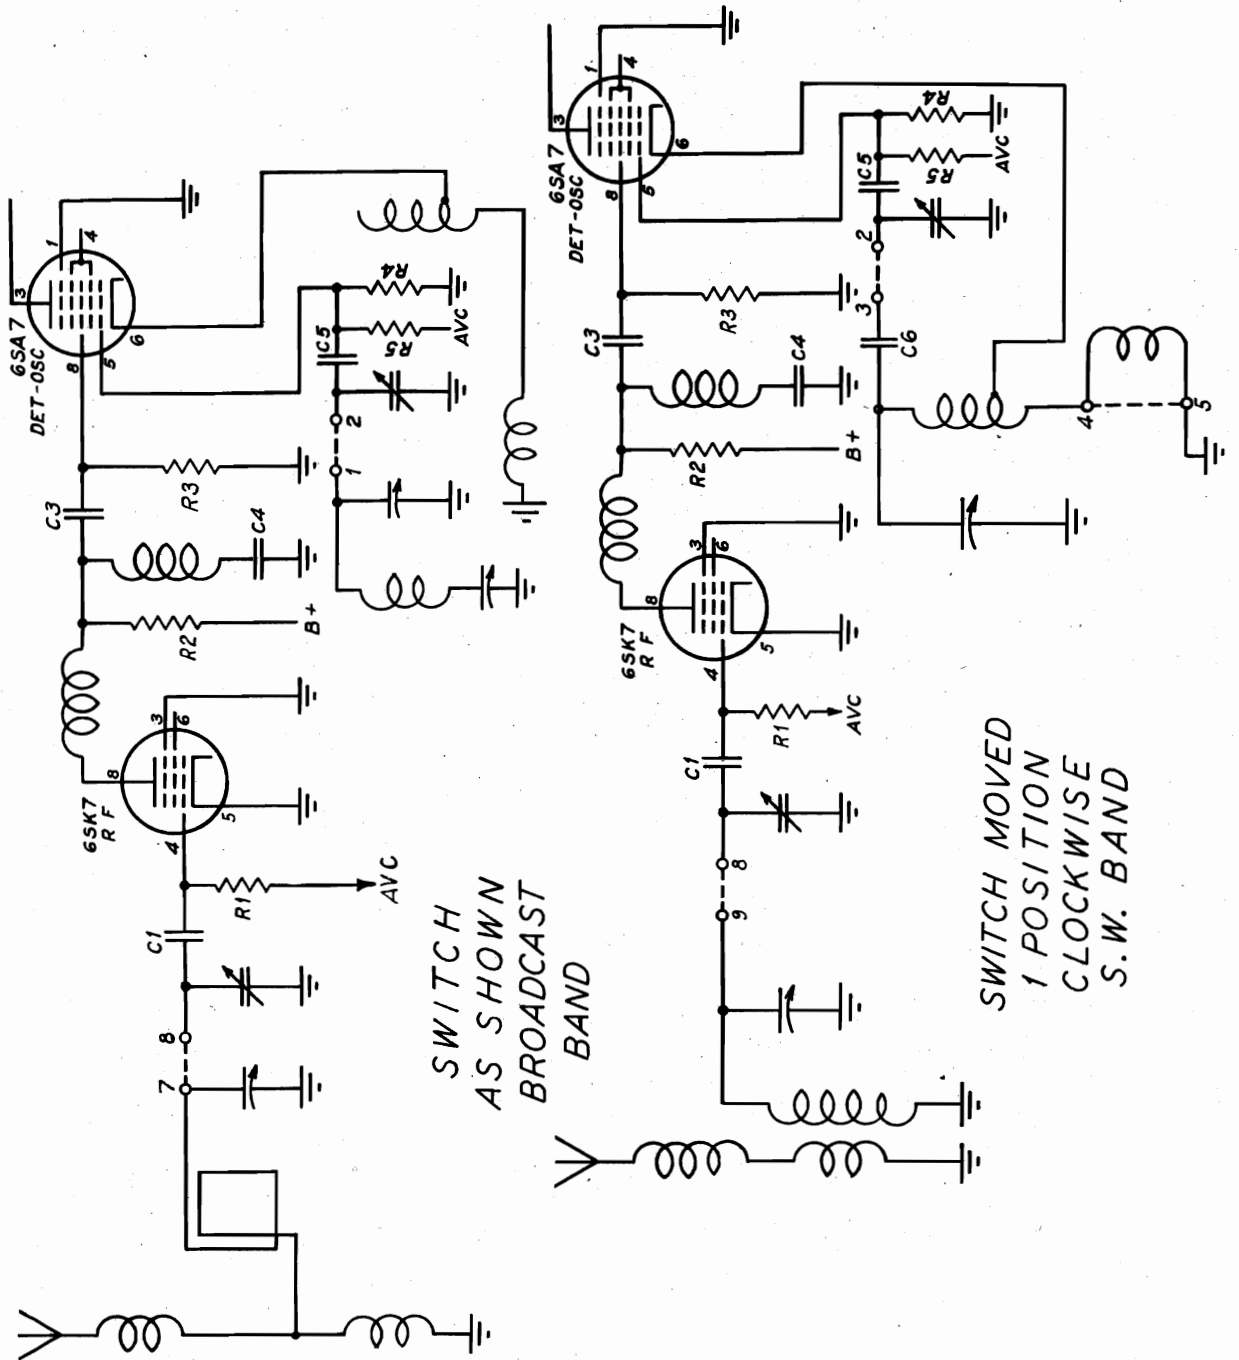 6SA7
DET-OSC
3
1
4
8
5
6
C3
R3
C4
R2
B+
C5
R5
AVC
R4
2
1
6SK7
R F
8
3
6
4
5
C1
R1
AVC
8
7
SWITCH
AS SHOWN
BROADCAST
BAND
6SA7
DET-OSC
3
1
4
8
5
6
C3
R3
C4
R2
B+
C5
R5
AVC
R4
2
3
C6
4
5
6SK7
R F
8
3
6
4
5
C1
R1
AVC
8
9
SWITCH MOVED
1 POSITION
CLOCKWISE
S.W. BAND